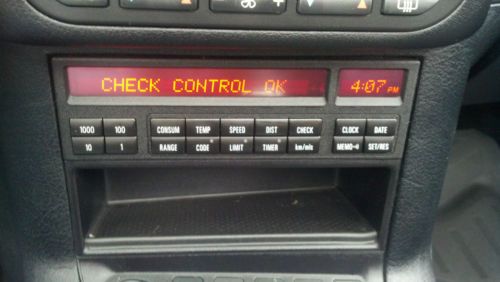 CHECK CONTROL OK 4:07 PM
1000 100 CONSUM TEMP SPEED DIST CHECK CLOCK DATE
10 1 RANGE CODE LIMIT TIMER km/mls MEMO SET/RES